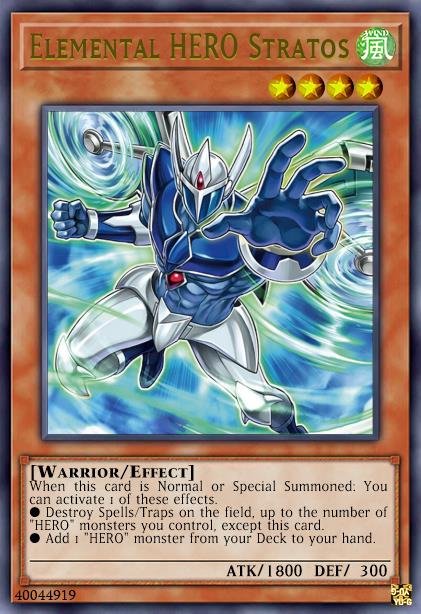 Elemental HERO Stratos
WIND
風
[Warrior/Effect]
When this card is Normal or Special Summoned: You
can activate 1 of these effects.
● Destroy Spells/Traps on the field, up to the number of
"HERO" monsters you control, except this card.
● Add 1 "HERO" monster from your Deck to your hand.
ATK/1800 DEF/ 300
40044919